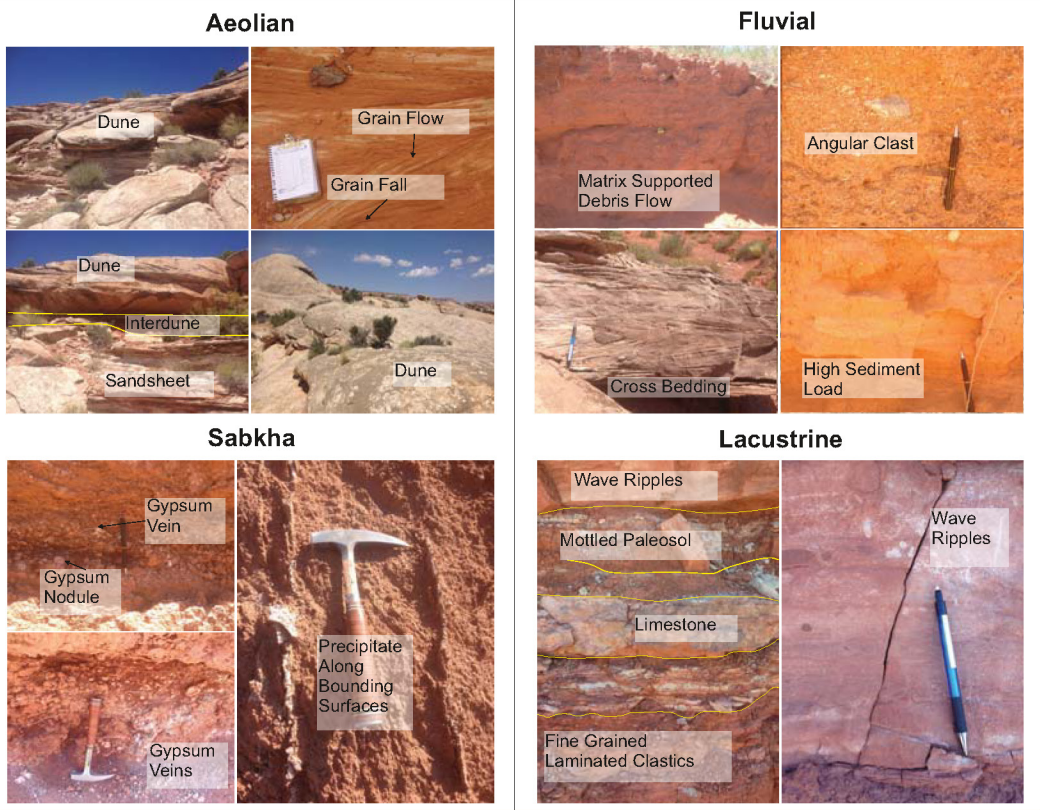 Aeolian
Dune
Grain Flow
Grain Fall
Dune
Interdune
Sandsheet
Dune
Fluvial
Matrix Supported
Debris Flow
Angular Clast
Cross Bedding
High Sediment
Load
Sabkha
Gypsum
Vein
Gypsum
Nodule
Gypsum
Veins
Precipitate
Along
Bounding
Surfaces
Lacustrine
Wave Ripples
Mottled Paleosol
Limestone
Fine Grained
Laminated Clastics
Wave
Ripples